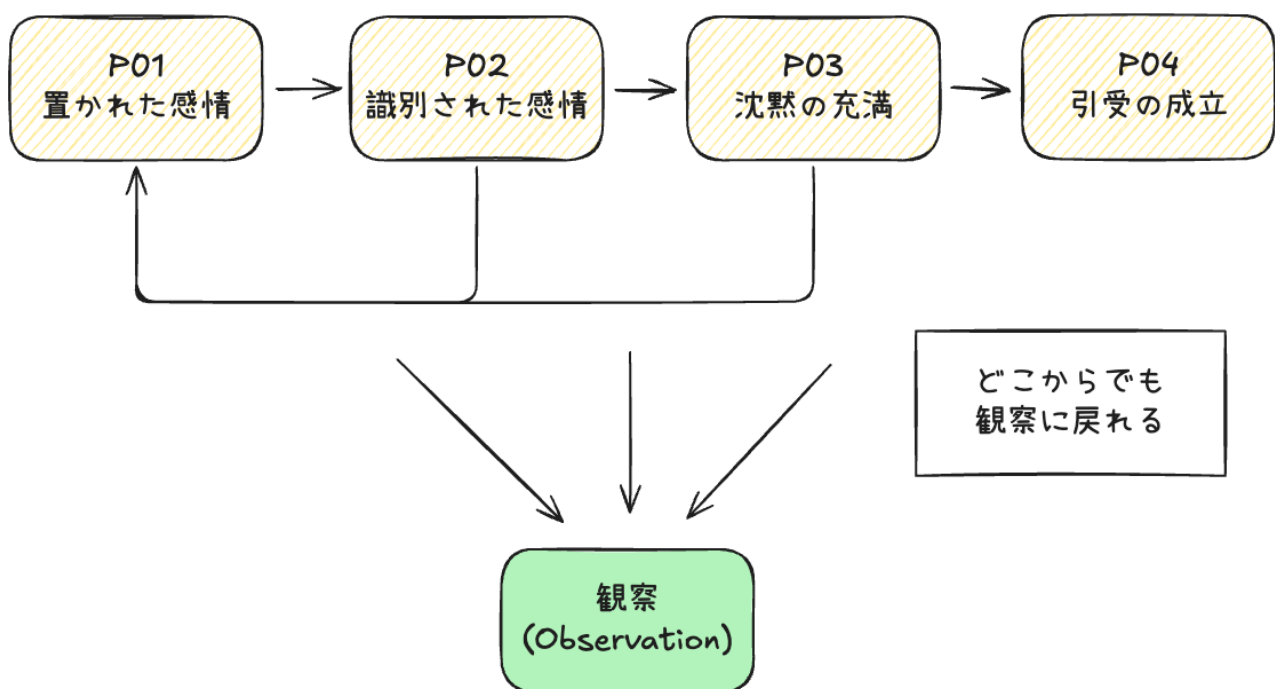 P01
置かれた感情
P02
識別された感情
P03
沈黙の充満
P04
引受の成立
どこからでも
観察に戻れる
観察
(Observation)